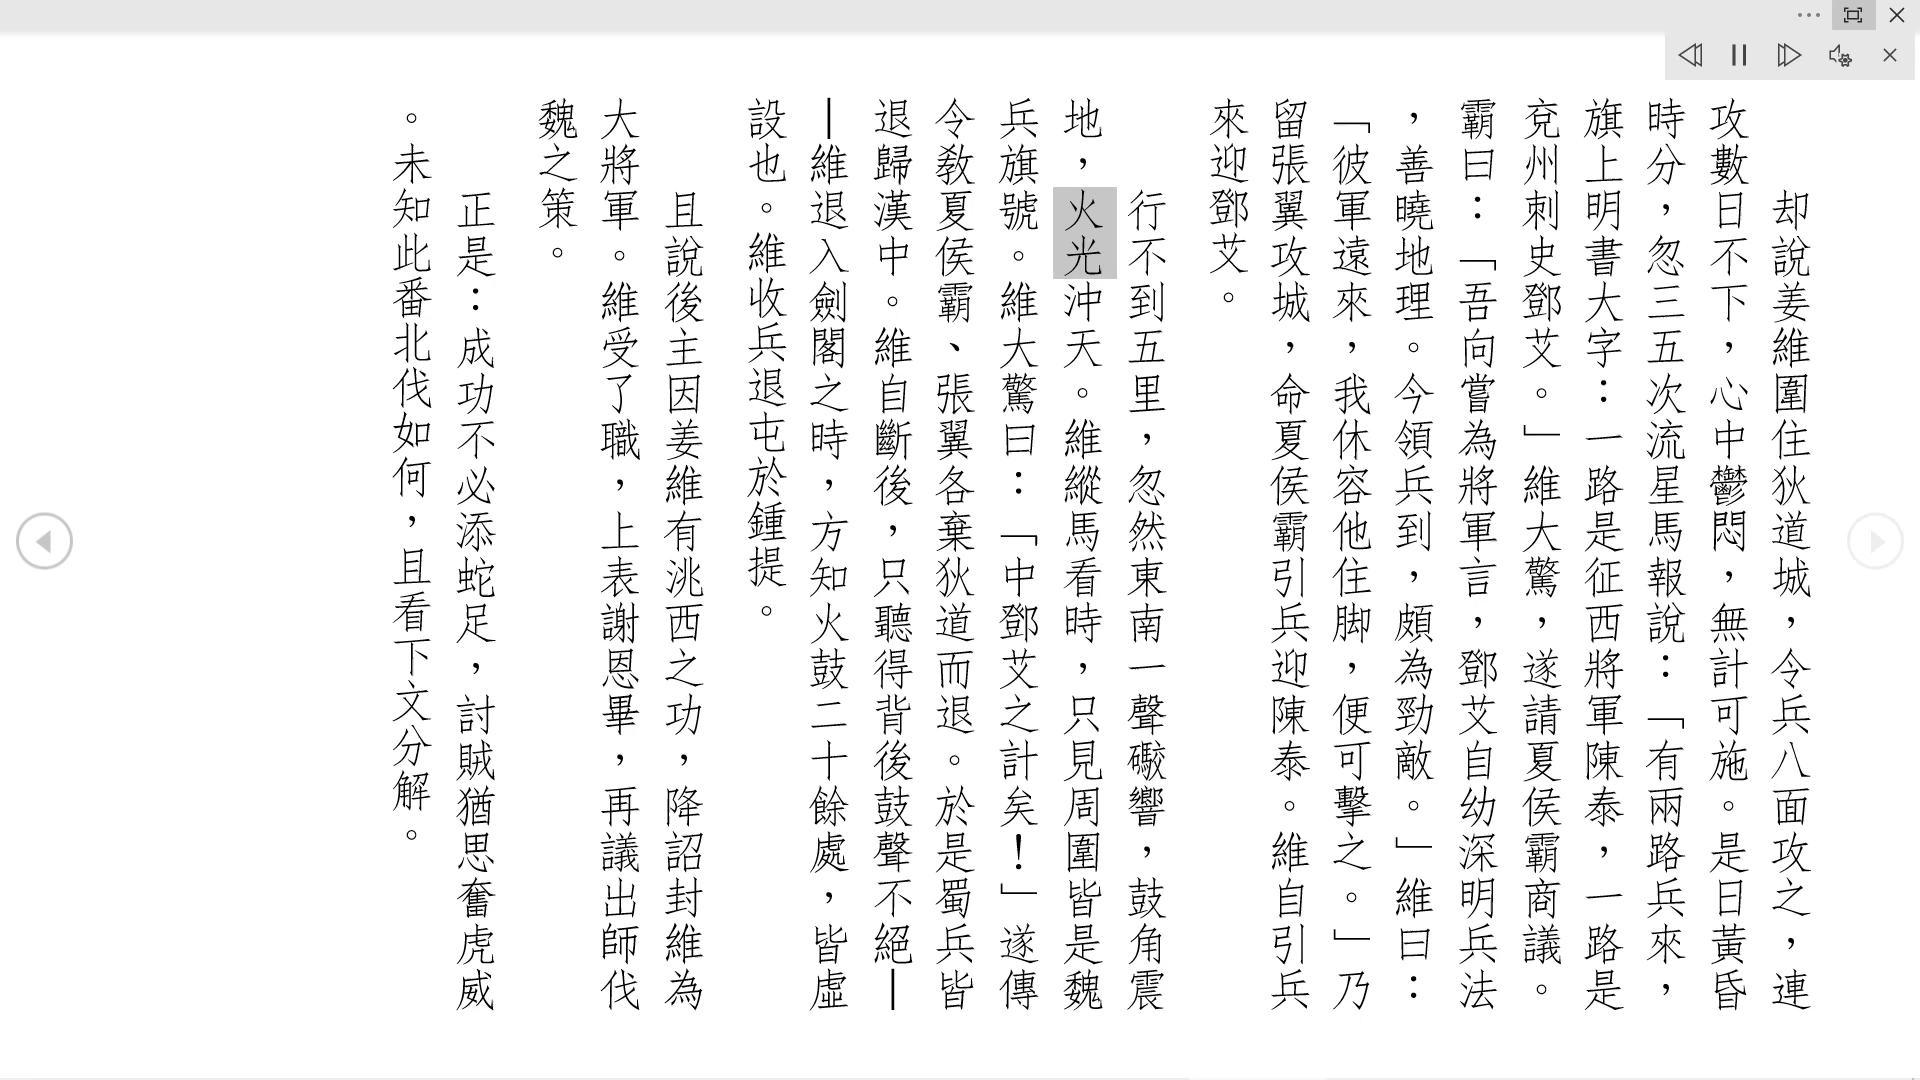 却說姜維圍住狄道城，令兵八面攻之，連
攻數日不下，心中鬱悶，無計可施。是日黃昏
時分，忽三五次流星馬報說：「有兩路兵來，
旗上明書大字：一路是征西將軍陳泰，一路是
兗州刺史鄧艾。」維大驚，遂請夏侯霸商議。
霸曰：「吾向嘗為將軍言，鄧艾自幼深明兵法
，善曉地理。今領兵到，頗為勁敵。」維曰：
「彼軍遠來，我休容他住脚，便可擊之。」乃
留張翼攻城，命夏侯霸引兵迎陳泰。維自引兵
來迎鄧艾。
行不到五里，忽然東南一聲礮響，鼓角震
地，火光沖天。維縱馬看時，只見周圍皆是魏
兵旗號。維大驚曰：「中鄧艾之計矣！」遂傳
令教夏侯霸、張翼各棄狄道而退。於是蜀兵皆
退歸漢中。維自斷後，只聽得背後鼓聲不絕—
—維退入劍閣之時，方知火鼓二十餘處，皆虛
設也。維收兵退屯於鍾提。
且說後主因姜維有洮西之功，降詔封維為
大將軍。維受了職，上表謝恩畢，再議出師伐
魏之策。
正是：成功不必添蛇足，討賊猶思奮虎威
。未知此番北伐如何，且看下文分解。